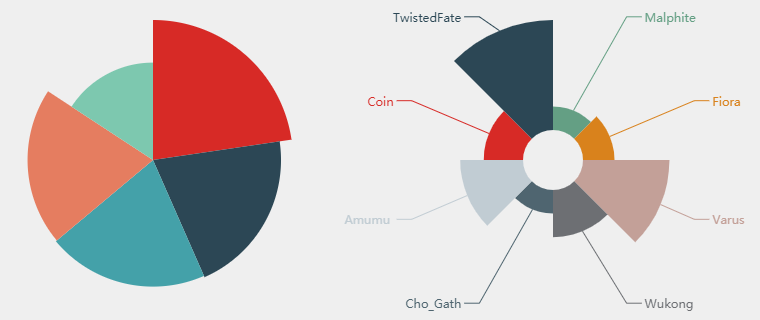 TwistedFate
Malphite
Coin
Fiora
Amumu
Varus
Cho_Gath
Wukong